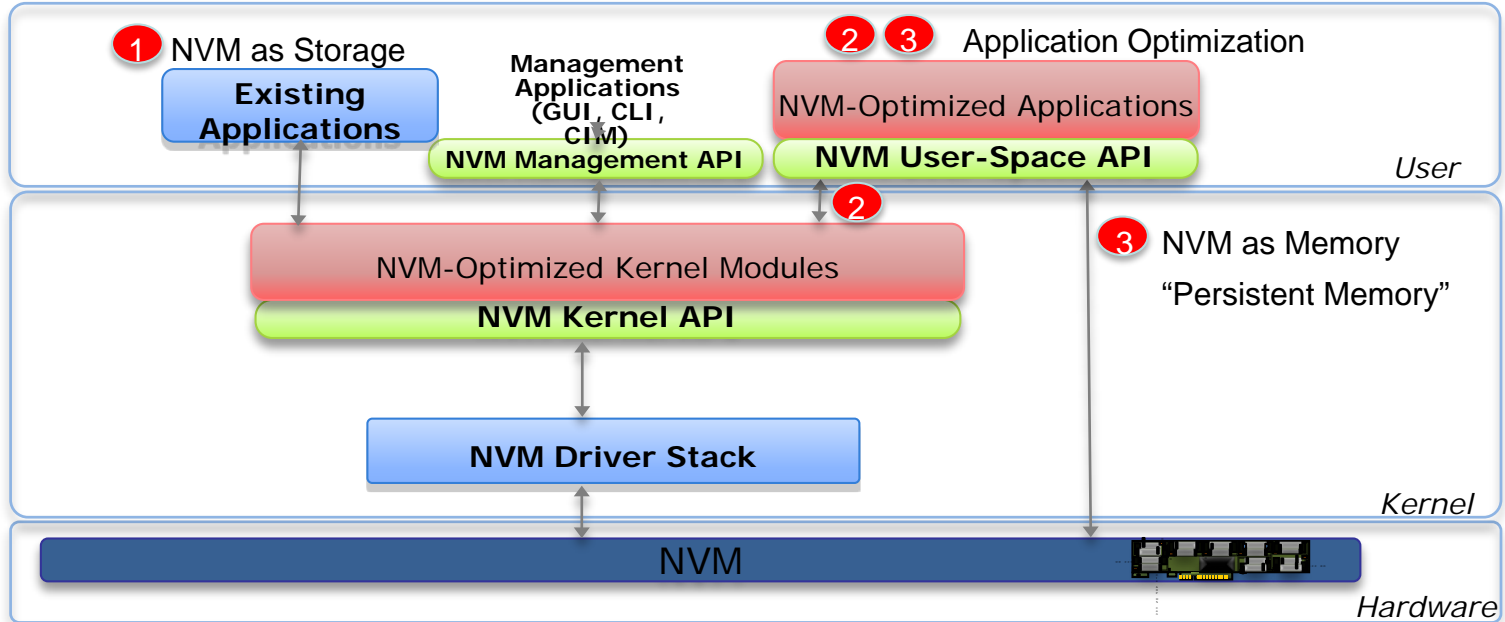 1 NVM as Storage
Existing
Applications
Management
Applications
(GUI, CLI,
CIM)
NVM Management API
2 3 Application Optimization
NVM-Optimized Applications
NVM User-Space API
User
2
NVM-Optimized Kernel Modules
NVM Kernel API
3 NVM as Memory
“Persistent Memory”
NVM Driver Stack
Kernel
NVM
Hardware